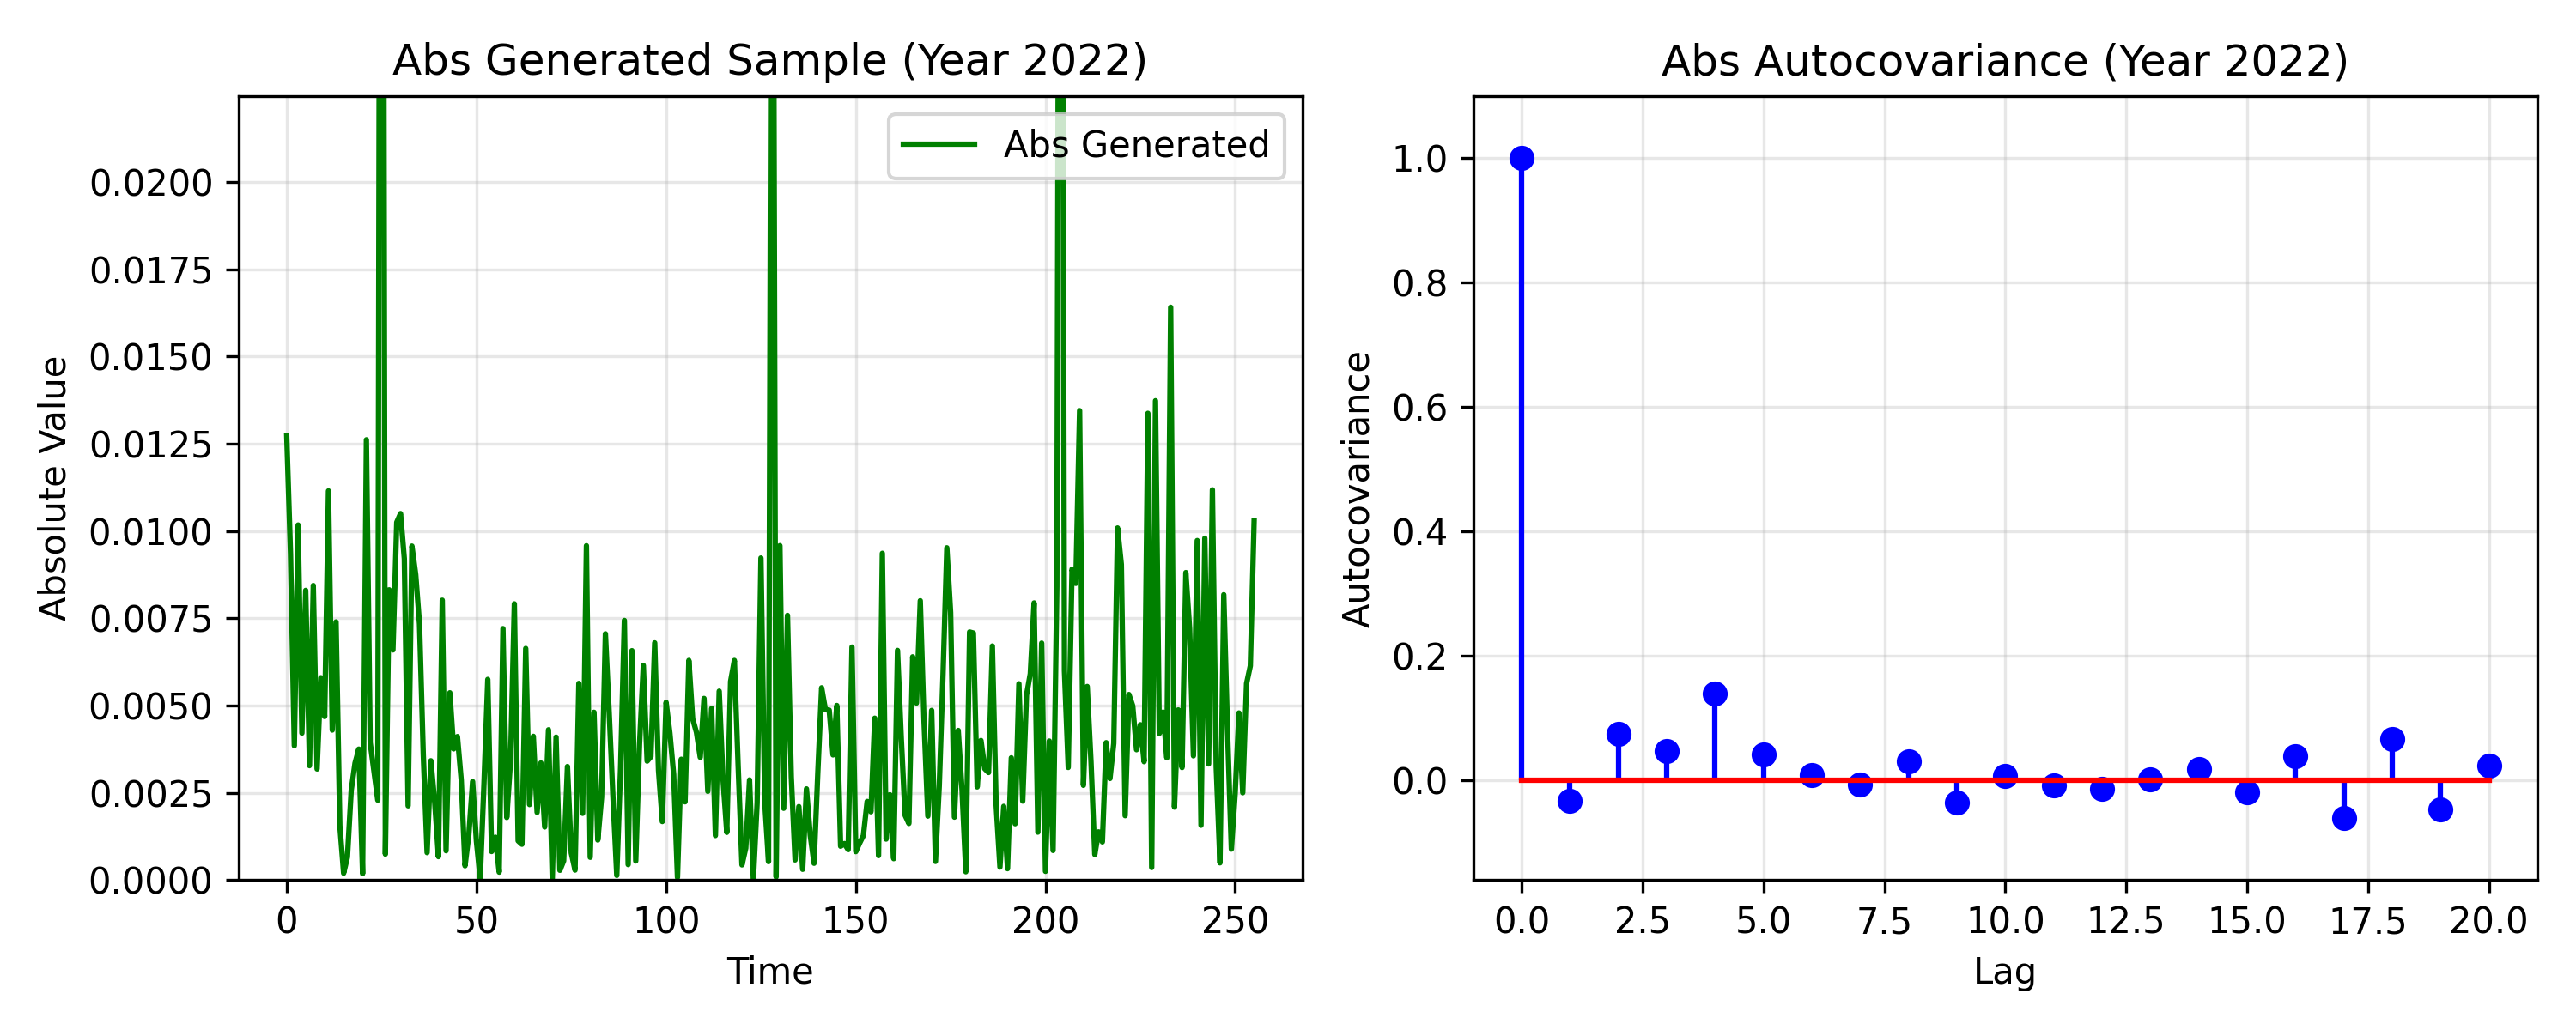 Abs Generated Sample (Year 2022)
Abs Generated
0.0200
0.0175
0.0150
0.0125
0.0100
0.0075
0.0050
0.0025
0.0000
Absolute Value
0 50 100 150 200 250
Time
Abs Autocovariance (Year 2022)
1.0
0.8
0.6
0.4
0.2
0.0
Autocovariance
0.0 2.5 5.0 7.5 10.0 12.5 15.0 17.5 20.0
Lag